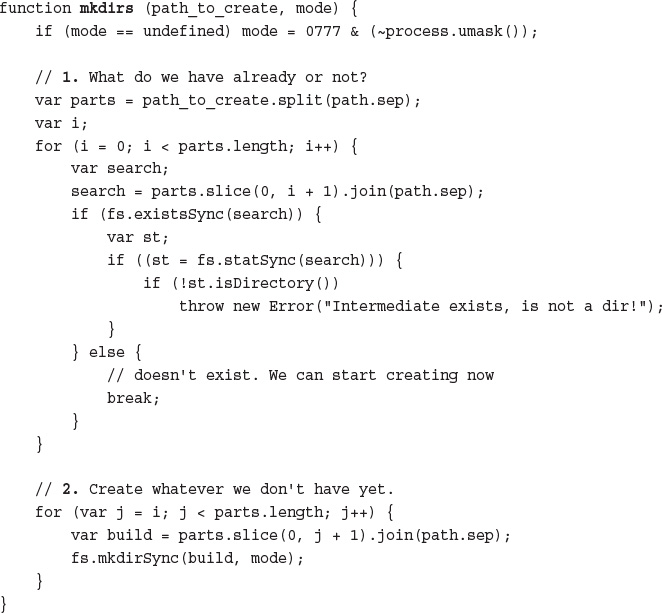 function mkdirs (path_to_create, mode) {
    if (mode == undefined) mode = 0777 & (~process.umask());

    // 1. What do we have already or not?
    var parts = path_to_create.split(path.sep);
    var i;
    for (i = 0; i < parts.length; i++) {
        var search;
        search = parts.slice(0, i + 1).join(path.sep);
        if (fs.existsSync(search)) {
            var st;
            if ((st = fs.statSync(search))) {
                if (!st.isDirectory())
                    throw new Error("Intermediate exists, is not a dir!");
            }
        } else {
            // doesn't exist. We can start creating now
            break;
        }
    }

    // 2. Create whatever we don't have yet.
    for (var j = i; j < parts.length; j++) {
        var build = parts.slice(0, j + 1).join(path.sep);
        fs.mkdirSync(build, mode);
    }
}